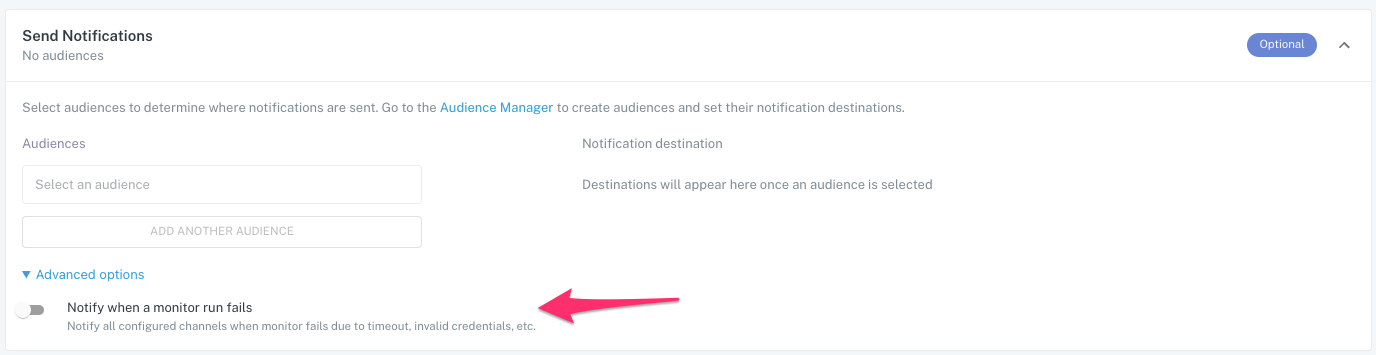 Send Notifications
No audiences
Optional
Select audiences to determine where notifications are sent. Go to the Audience Manager to create audiences and set their notification destinations.
Audiences
Notification destination
Select an audience
Destinations will appear here once an audience is selected
ADD ANOTHER AUDIENCE
Advanced options
Notify when a monitor run fails
Notify all configured channels when monitor fails due to timeout, invalid credentials, etc.